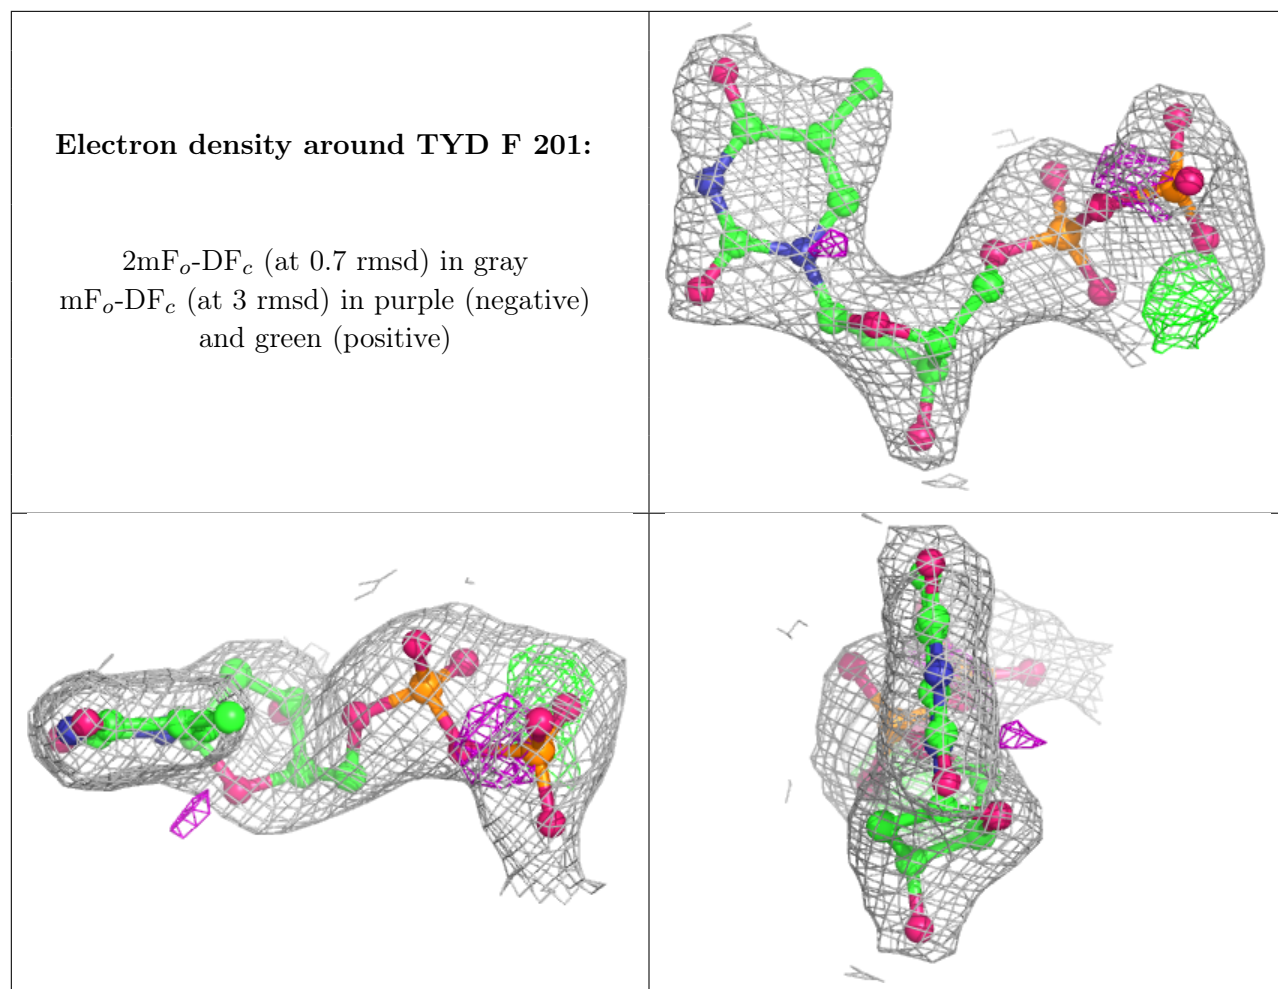 Electron density around TYD F 201:
2mFo-DFc (at 0.7 rmsd) in gray
mFo-DFc (at 3 rmsd) in purple (negative)
and green (positive)